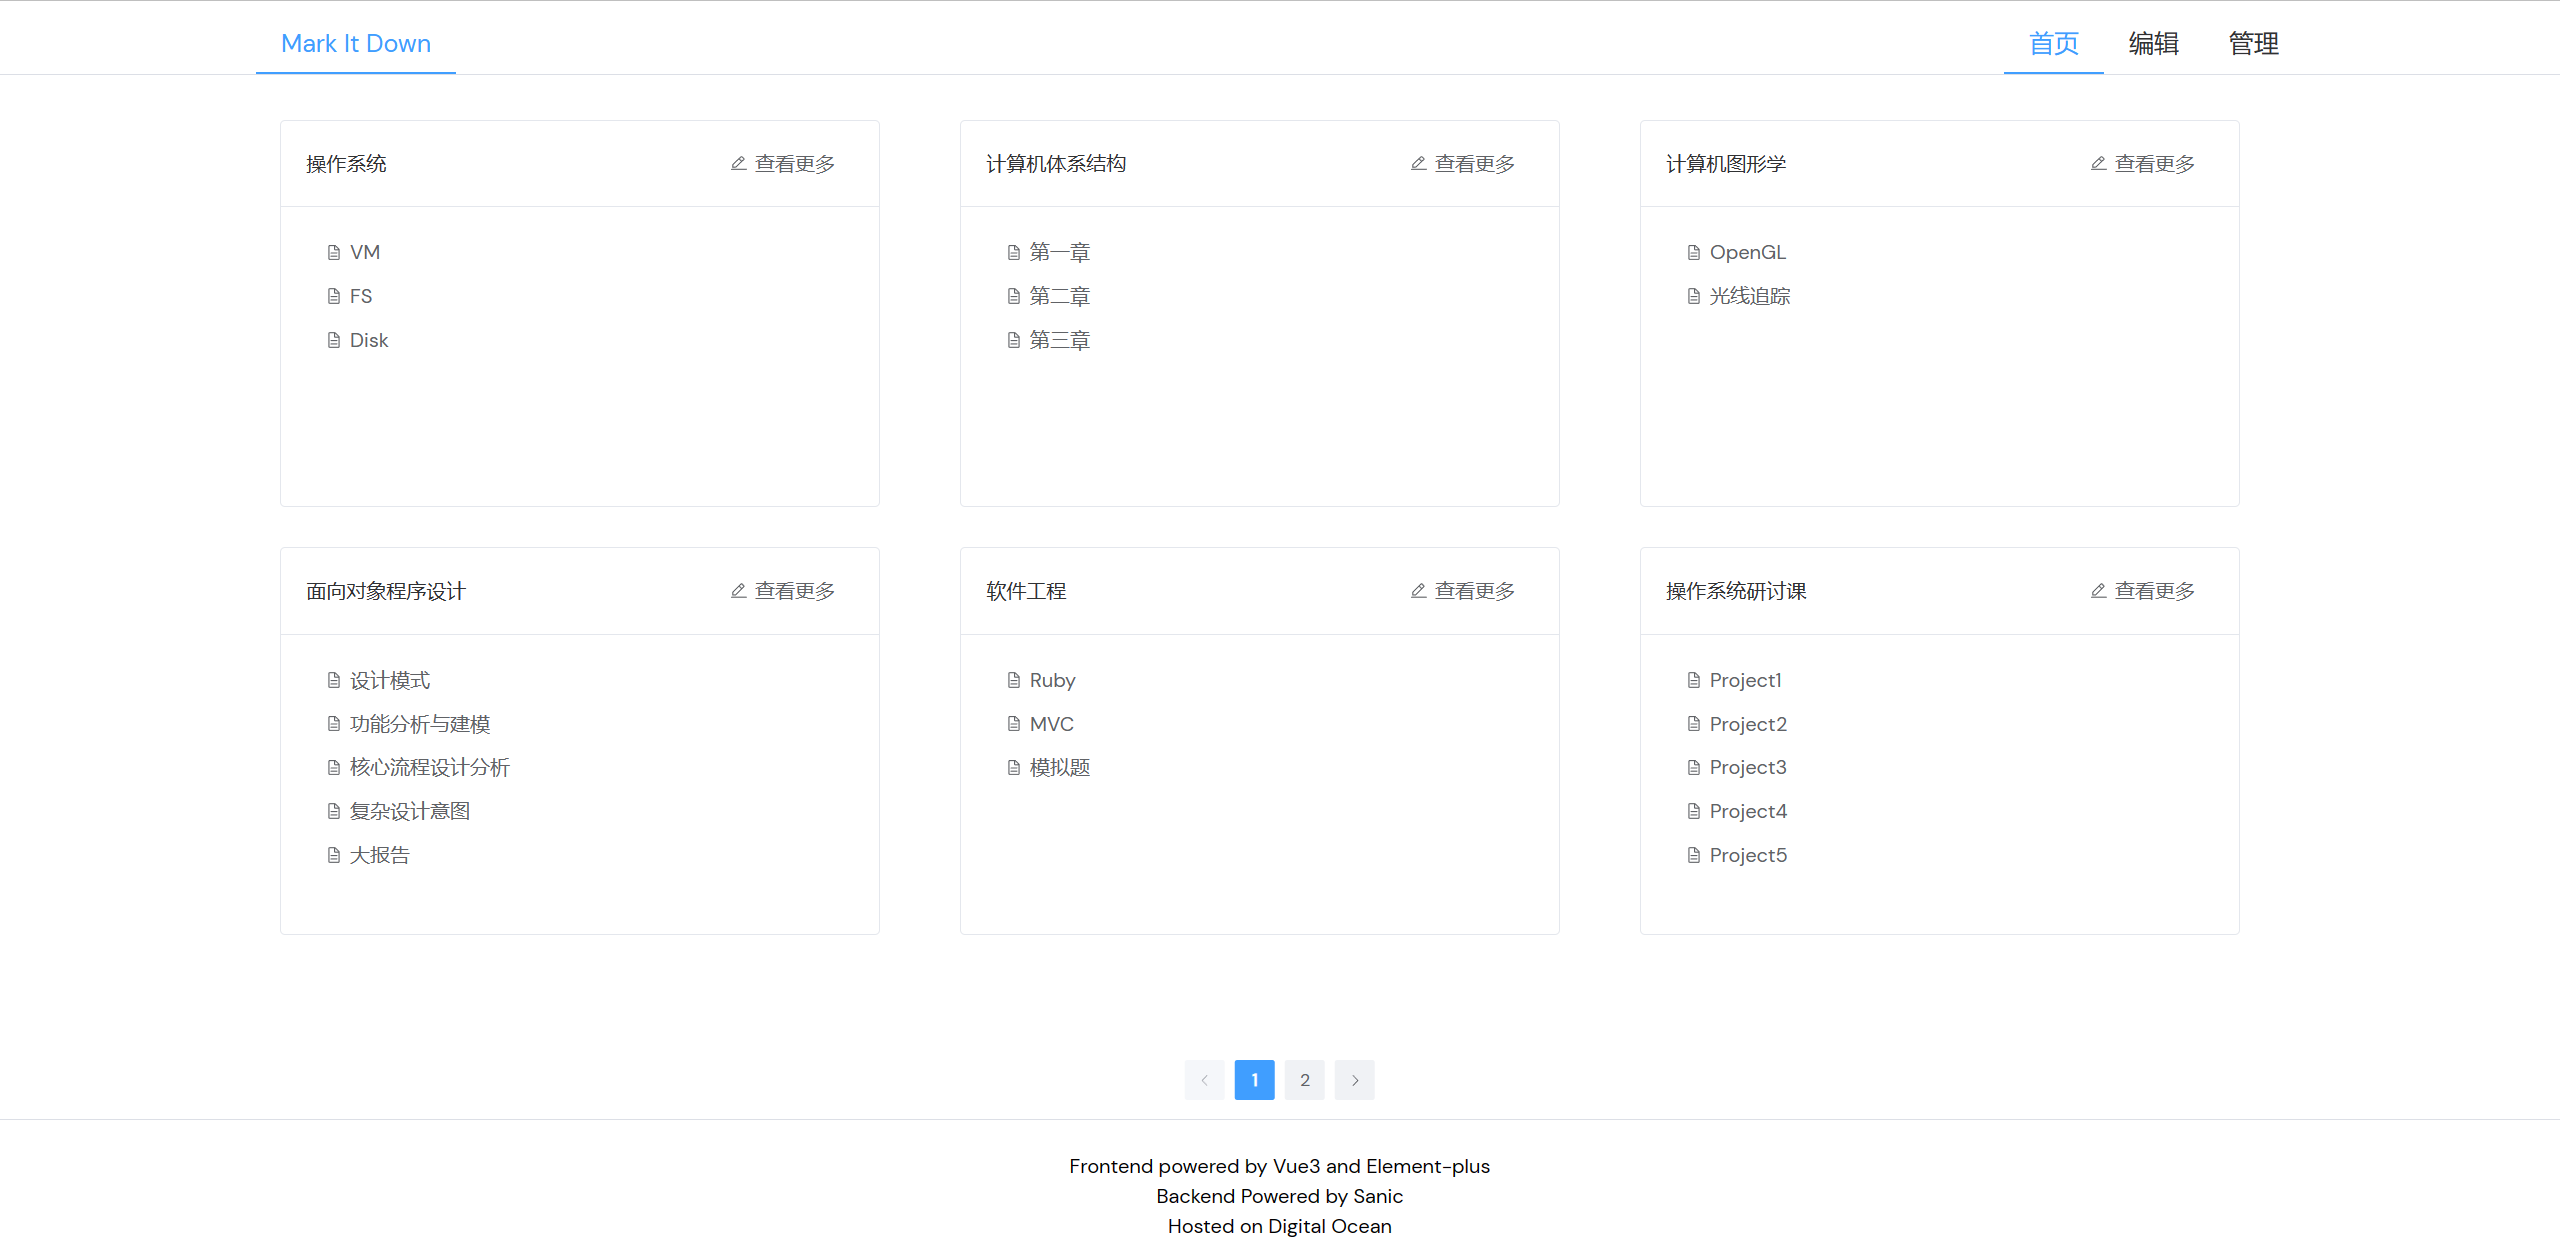 Mark It Down
首页 编辑 管理
操作系统 查看更多
VM
FS
Disk
计算机体系结构 查看更多
第一章
第二章
第三章
计算机图形学 查看更多
OpenGL
光线追踪
面向对象程序设计 查看更多
设计模式
功能分析与建模
核心流程设计分析
复杂设计意图
大报告
软件工程 查看更多
Ruby
MVC
模拟题
操作系统研讨课 查看更多
Project1
Project2
Project3
Project4
Project5
1 2
Frontend powered by Vue3 and Element-plus
Backend Powered by Sanic
Hosted on Digital Ocean